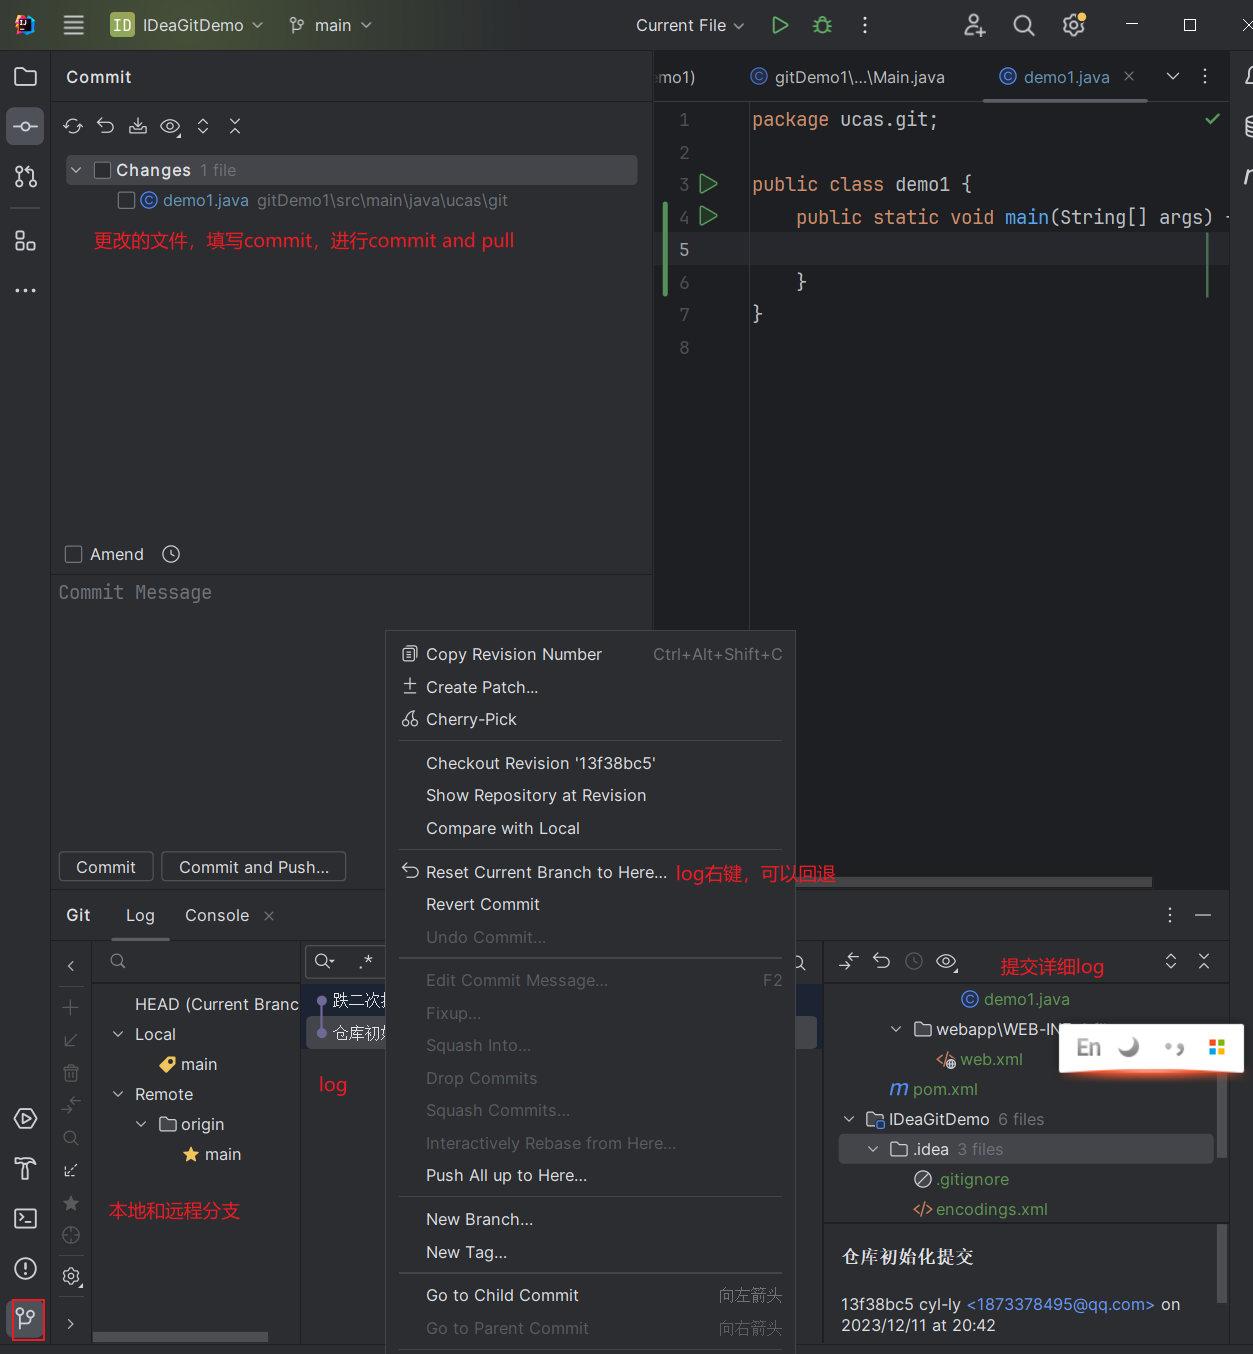 ID IDeaGitDemo main Current File
Commit
mo1) gitDemo1\...\Main.java demo1.java
Changes 1 file
demo1.java gitDemo1\src\main\java\ucas\git
更改的文件，填写commit，进行commit and pull
1 package ucas.git;
2
3 public class demo1 {
4 public static void main(String[] args)
5
6 }
7 }
8
Amend
Commit Message
Commit Commit and Push...
Copy Revision Number Ctrl+Alt+Shift+C
Create Patch...
Cherry-Pick
Checkout Revision '13f38bc5'
Show Repository at Revision
Compare with Local
Reset Current Branch to Here... log右键，可以回退
Revert Commit
Undo Commit...
Edit Commit Message... F2
Fixup...
Squash Into...
Drop Commits
Squash Commits...
Interactively Rebase from Here...
Push All up to Here...
New Branch...
New Tag...
Go to Child Commit 向左箭头
Go to Parent Commit 向右箭头
Git Log Console
HEAD (Current Branc
Local
main
Remote
origin
main
本地和远程分支
.*
跌二次
仓库初
log
提交详细log
demo1.java
webapp\WEB-IN
web.xml
pom.xml
IDeaGitDemo 6 files
.idea 3 files
.gitignore
encodings.xml
En
仓库初始化提交
13f38bc5 cyl-ly <1873378495@qq.com> on
2023/12/11 at 20:42